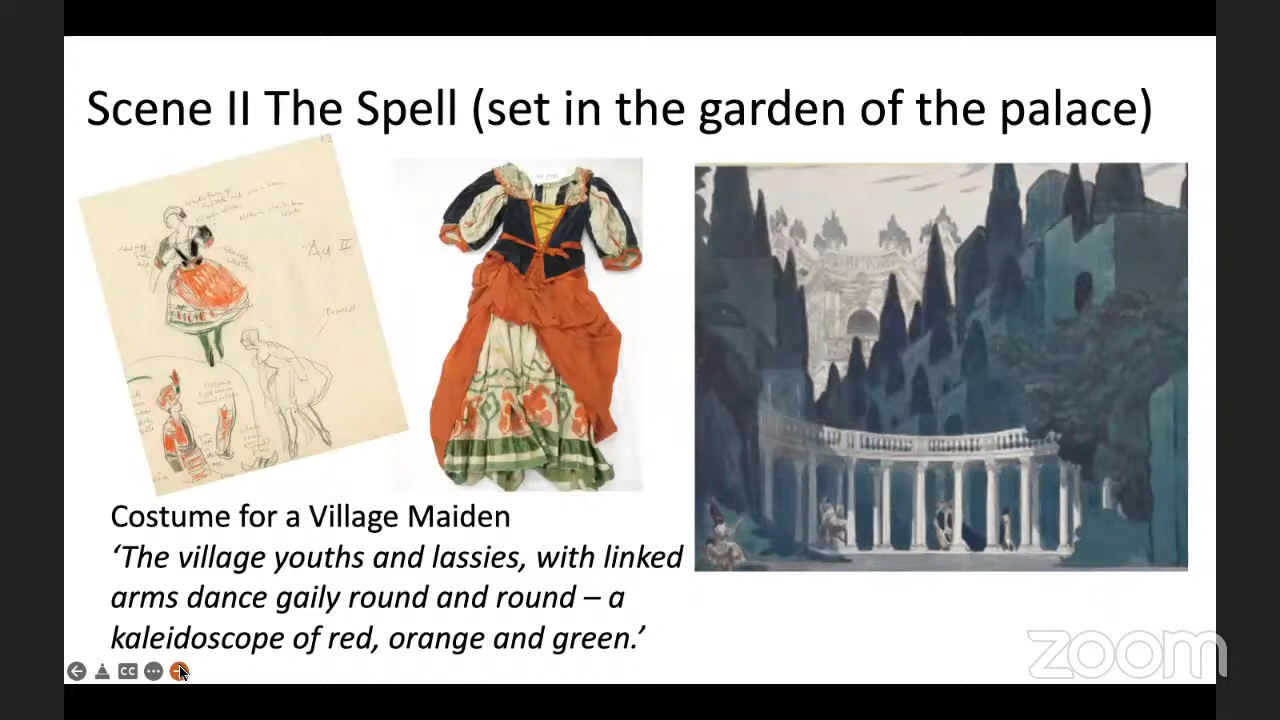 Scene II The Spell (set in the garden of the palace)
Costume for a Village Maiden
‘The village youths and lassies, with linked
arms dance gaily round and round – a
kaleidoscope of red, orange and green.’
CC
zoom